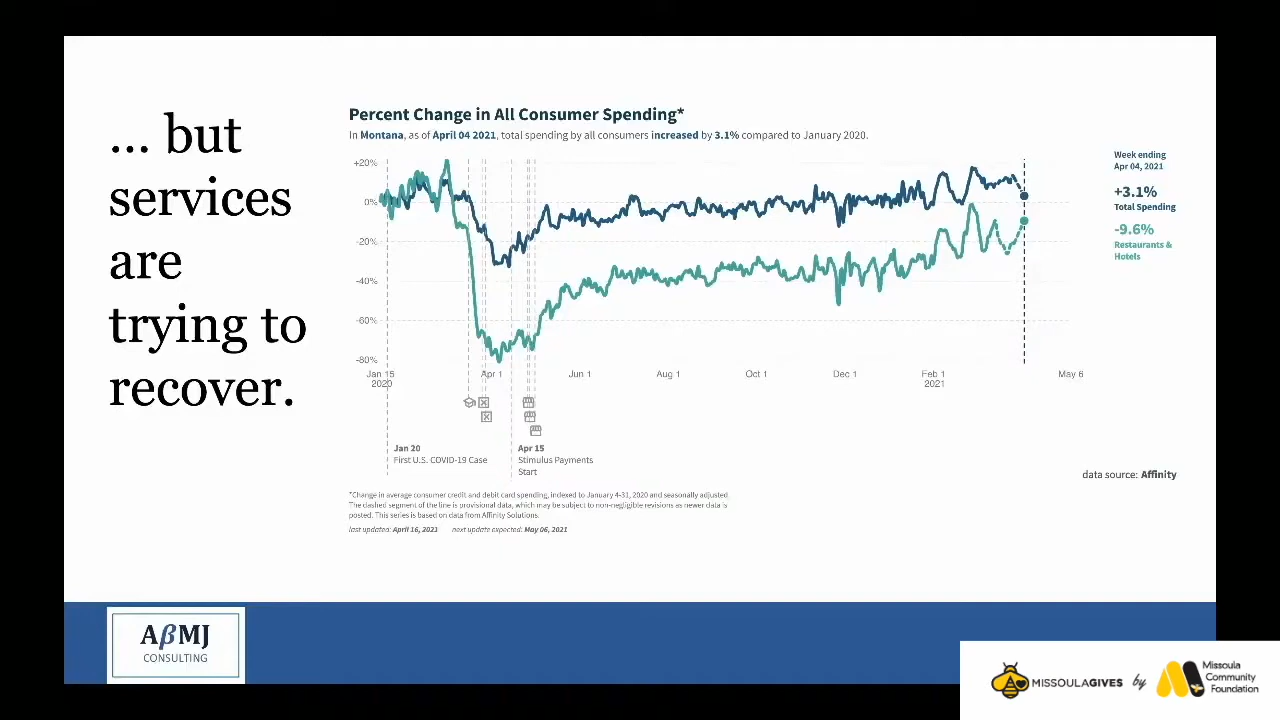 ... but
services
are
trying to
recover.
Percent Change in All Consumer Spending*
In Montana, as of April 04 2021, total spending by all consumers increased by 3.1% compared to January 2020.
+20%
0%
-20%
-40%
-60%
-80%
Jan 15
2020
Apr 1
Jun 1
Aug 1
Oct 1
Dec 1
Feb 1
2021
May 6
Week ending
Apr 04, 2021
+3.1%
Total Spending
-9.6%
Restaurants &
Hotels
Jan 20
First U.S. COVID-19 Case
Apr 15
Stimulus Payments
Start
data source: Affinity
*Change in average consumer credit and debit card spending, indexed to January 4-31, 2020 and seasonally adjusted.
The dashed segment of the line is provisional data, which may be subject to non-negligible revisions as newer data is
posted. This series is based on data from Affinity Solutions.
last updated: April 16, 2021 next update expected: May 06, 2021
AβMJ
CONSULTING
MISSOULAGIVES by
Missoula
Community
Foundation